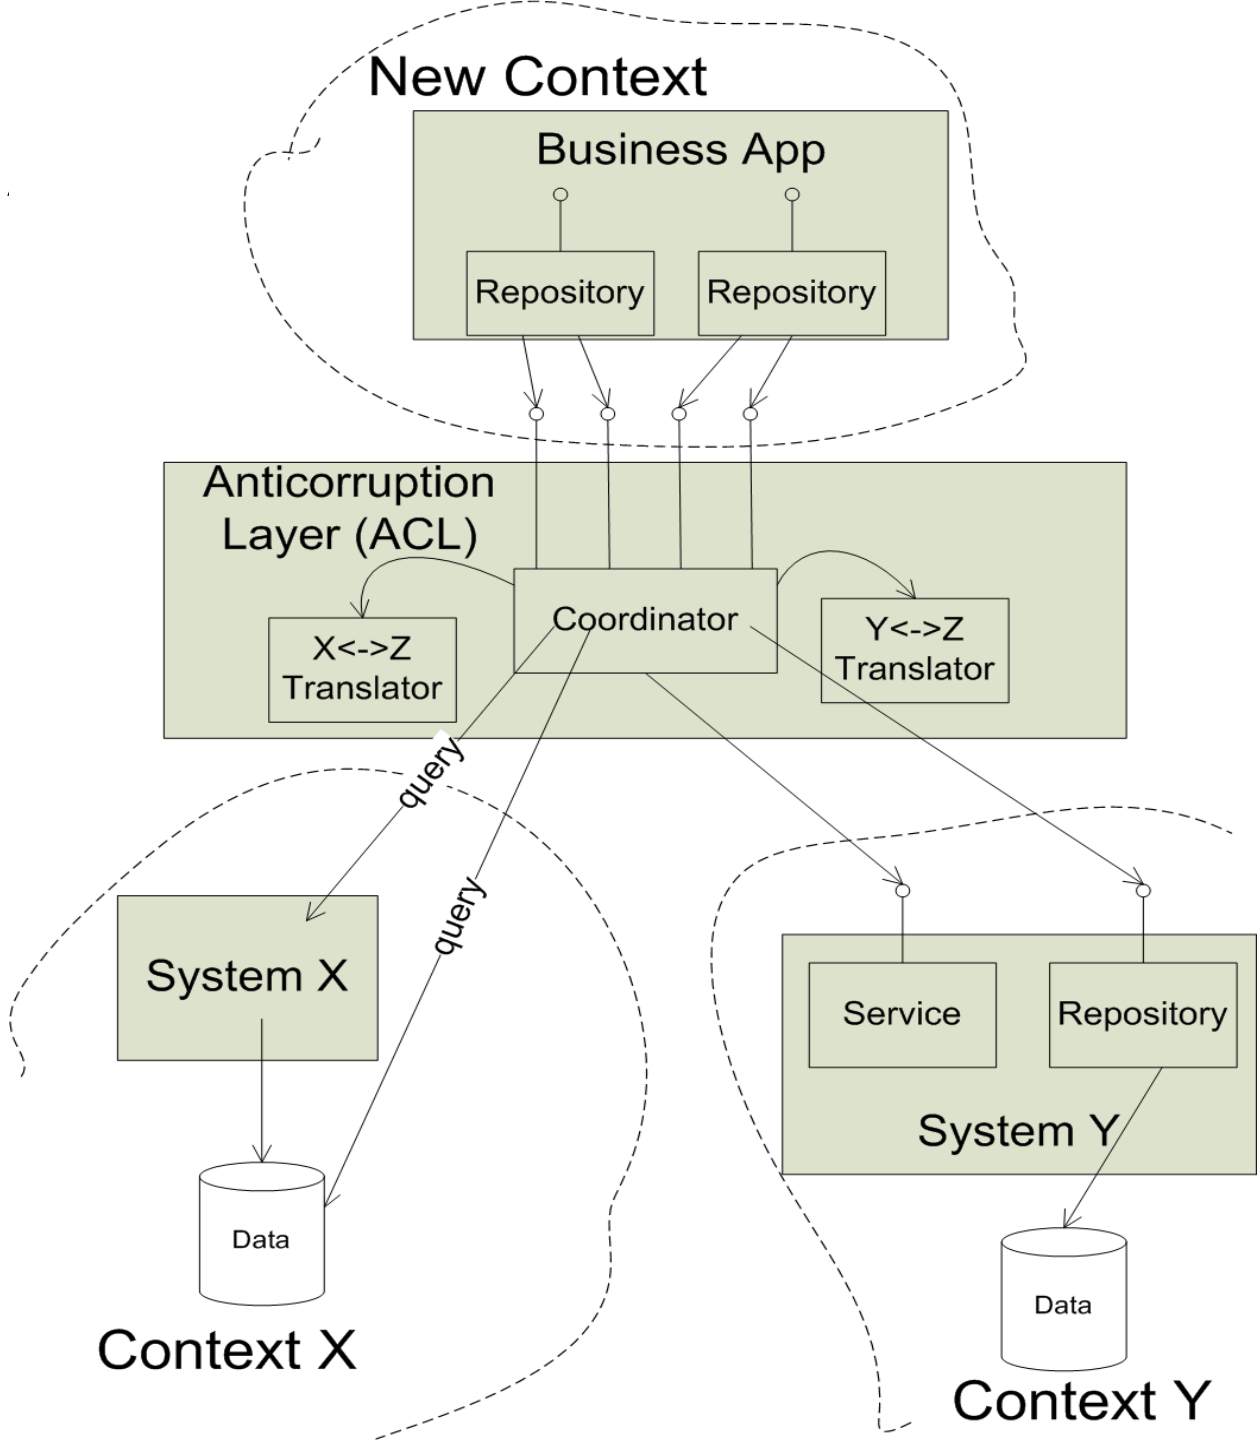 New Context
Business App
Repository
Repository
Anticorruption
Layer (ACL)
Coordinator
X<->Z
Translator
Y<->Z
Translator
query
query
System X
Data
Context X
Service
Repository
System Y
Data
Context Y